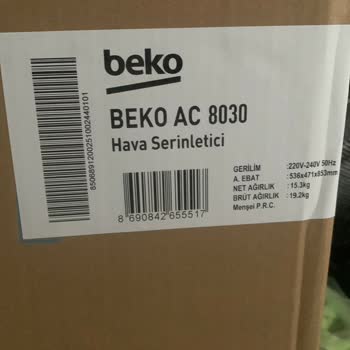 beko
BEKO AC 8030
Hava Serinletici
8506891200251002440101
8 690842 655517
GERİLİM :220V-240V 50Hz
A. EBAT :536x471x853mm
NET AĞIRLIK :15.3kg
BRÜT AĞIRLIK :19.2kg
Menşei P.R.C.